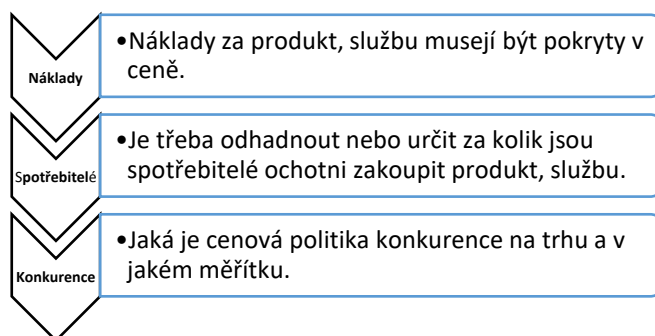 Náklady
•Náklady za produkt, službu musejí být pokryty v
ceně.
Spotřebitelé
•Je třeba odhadnout nebo určit za kolik jsou
spotřebitelé ochotni zakoupit produkt, službu.
Konkurence
•Jaká je cenová politika konkurence na trhu a v
jakém měřítku.